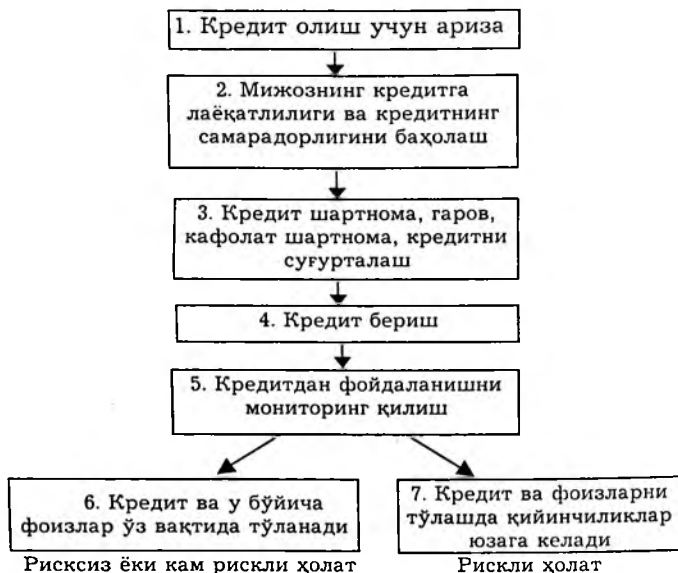 1. Кредит олиш учун ариза
2. Мижознинг кредитга
лаёқатлилиги ва кредитнинг
самарадорлигини баҳолаш
3. Кредит шартнома, гаров,
кафолат шартнома, кредитни
суғурталаш
4. Кредит бериш
5. Кредитдан фойдаланишни
мониторинг қилиш
6. Кредит ва у бўйича
фоизлар ўз вақтида тўланади
7. Кредит ва фоизларни
тўлашда қийинчиликлар
юзага келади
Рисксиз ёки кам рискли ҳолат
Рискли ҳолат